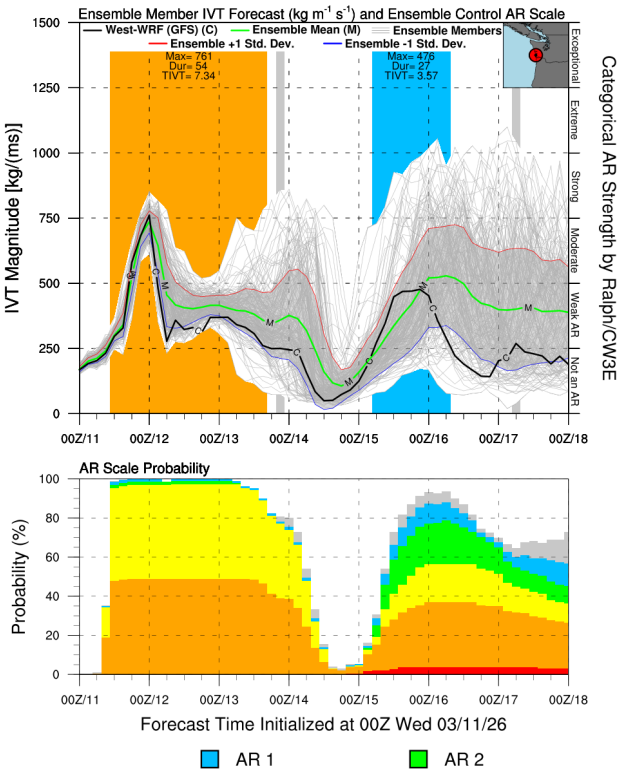 Ensemble Member IVT Forecast (kg m⁻¹ s⁻¹) and Ensemble Control AR Scale
West-WRF (GFS) (C) Ensemble Mean (M) Ensemble Members
Ensemble +1 Std. Dev. Ensemble -1 Std. Dev.
Max= 761
Dur= 54
TIVT= 7.34
Max= 476
Dur= 27
TIVT= 3.57
IVT Magnitude [kg/(ms)]
1500
1250
1000
750
500
250
0
Exceptional
Extreme
Strong
Moderate
Weak AR
Not an AR
Categorical AR Strength by Ralph/CW3E
C
M
C
M
C
M
C
M
M
C
M
C
C
M
00Z/11 00Z/12 00Z/13 00Z/14 00Z/15 00Z/16 00Z/17 00Z/18
AR Scale Probability
Probability (%)
100
80
60
40
20
0
00Z/11 00Z/12 00Z/13 00Z/14 00Z/15 00Z/16 00Z/17 00Z/18
Forecast Time Initialized at 00Z Wed 03/11/26
AR 1 AR 2